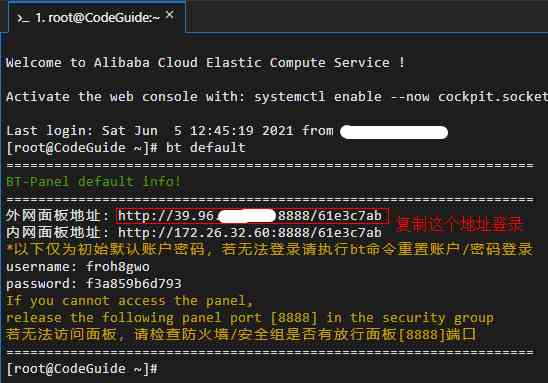 >_ 1. root@CodeGuide:~ ×
Welcome to Alibaba Cloud Elastic Compute Service !
Activate the web console with: systemctl enable --now cockpit.socket
Last login: Sat Jun  5 12:45:19 2021 from
[root@CodeGuide ~]# bt default
==================================================================
BT-Panel default info!
==================================================================
外网面板地址: http://39.96. :8888/61e3c7ab 复制这个地址登录
内网面板地址: http://172.26.32.60:8888/61e3c7ab
*以下仅为初始默认账户密码，若无法登录请执行bt命令重置账户/密码登录
username: froh8gwo
password: f3a859b6d793
If you cannot access the panel,
release the following panel port [8888] in the security group
若无法访问面板，请检查防火墙/安全组是否有放行面板[8888]端口
==================================================================
[root@CodeGuide ~]#